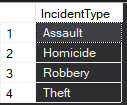 IncidentType
1 Assault
2 Homicide
3 Robbery
4 Theft